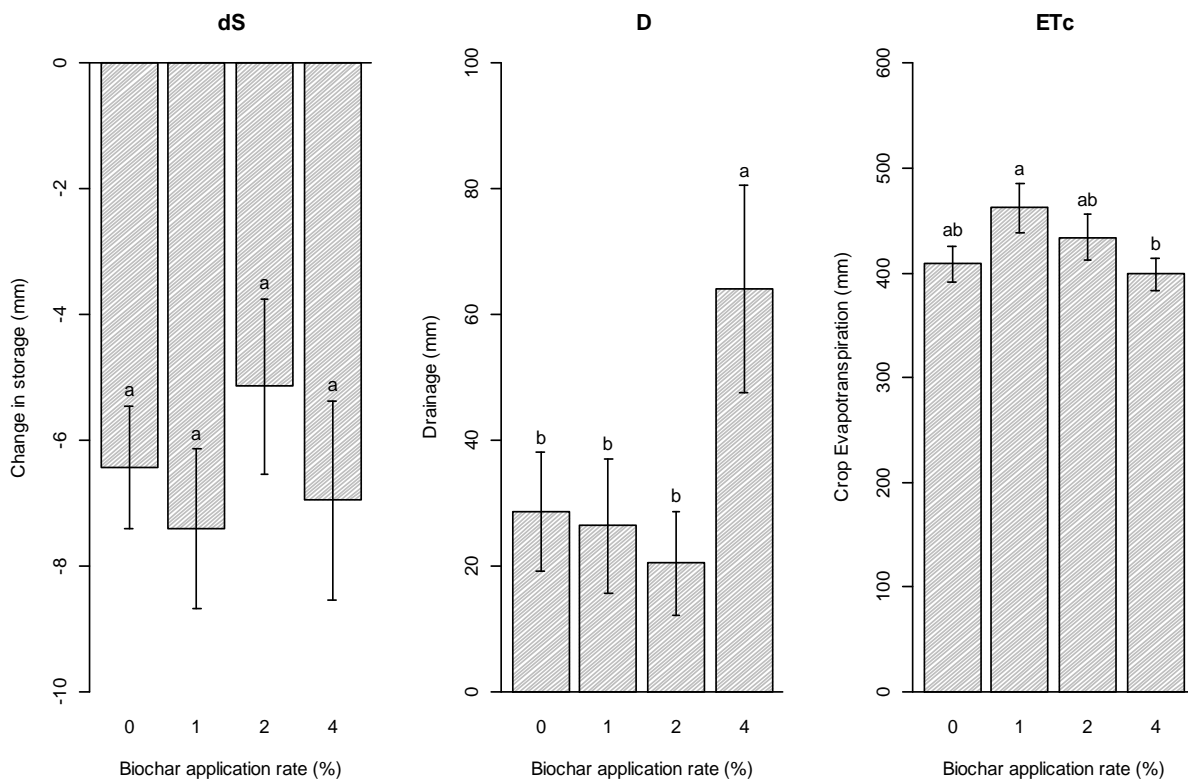 dS
Change in storage (mm)
0
-2
-4
-6
-8
-10
a
a
a
a
0 1 2 4
Biochar application rate (%)
D
Drainage (mm)
100
80
60
40
20
0
b
b
b
a
0 1 2 4
Biochar application rate (%)
ETc
Crop Evapotranspiration (mm)
600
500
400
300
200
100
0
ab
a
ab
b
0 1 2 4
Biochar application rate (%)